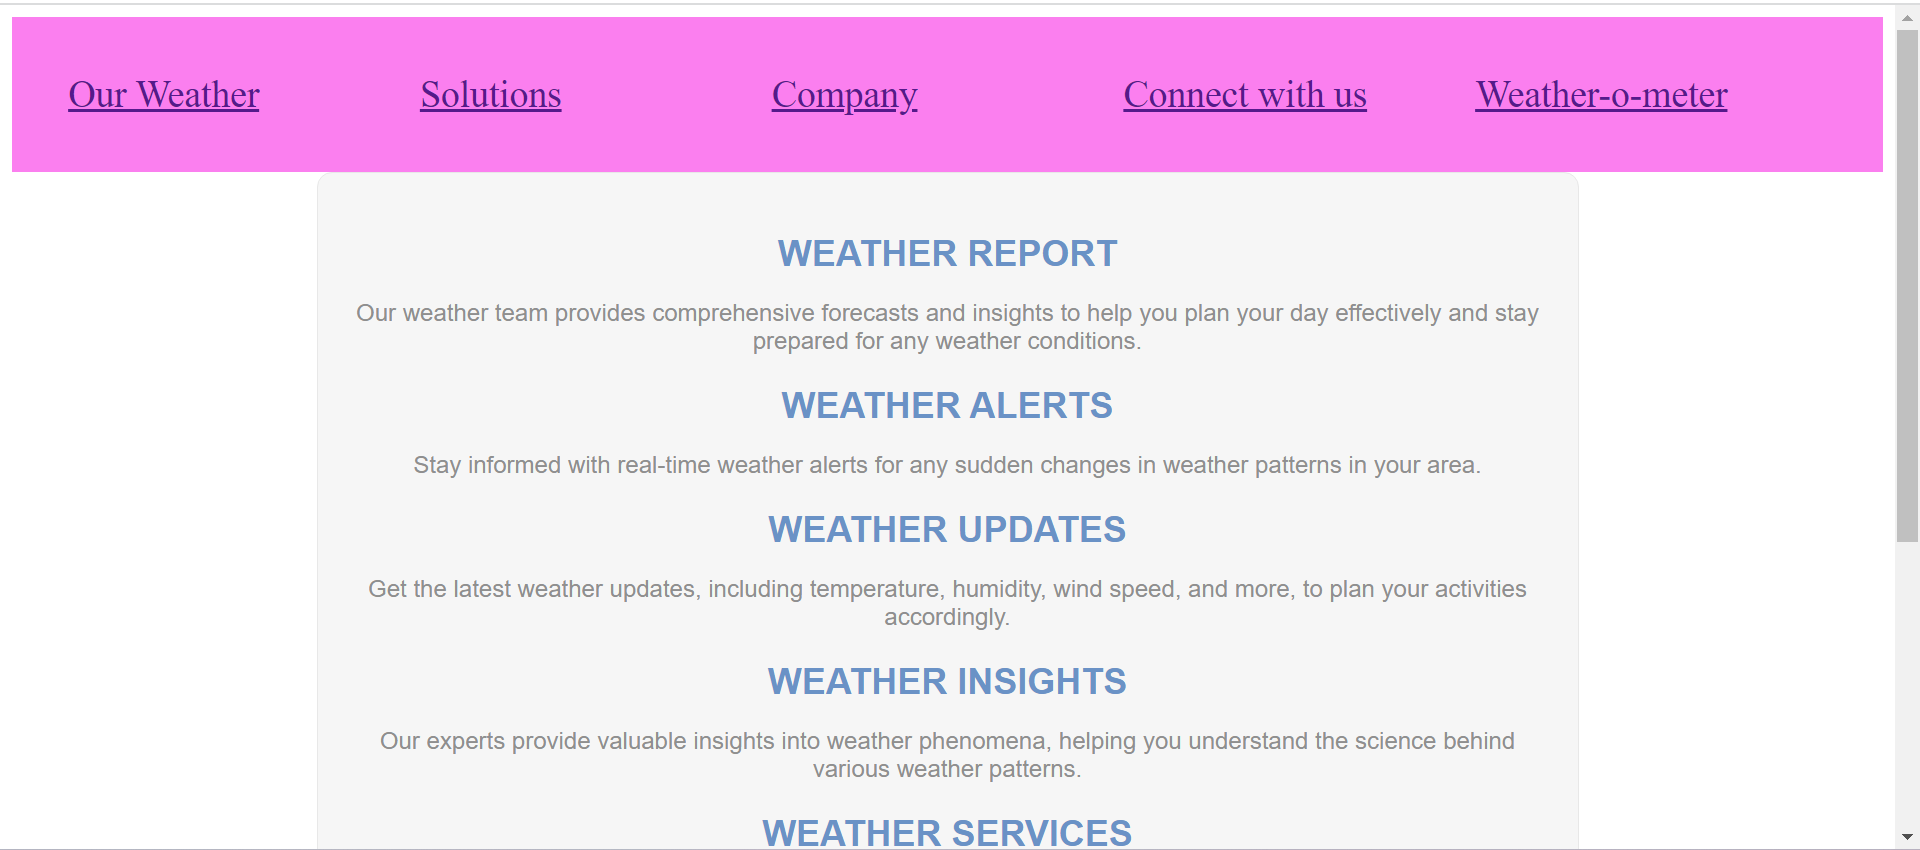 Our Weather Solutions Company Connect with us Weather-o-meter
WEATHER REPORT
Our weather team provides comprehensive forecasts and insights to help you plan your day effectively and stay
prepared for any weather conditions.
WEATHER ALERTS
Stay informed with real-time weather alerts for any sudden changes in weather patterns in your area.
WEATHER UPDATES
Get the latest weather updates, including temperature, humidity, wind speed, and more, to plan your activities
accordingly.
WEATHER INSIGHTS
Our experts provide valuable insights into weather phenomena, helping you understand the science behind
various weather patterns.
WEATHER SERVICES